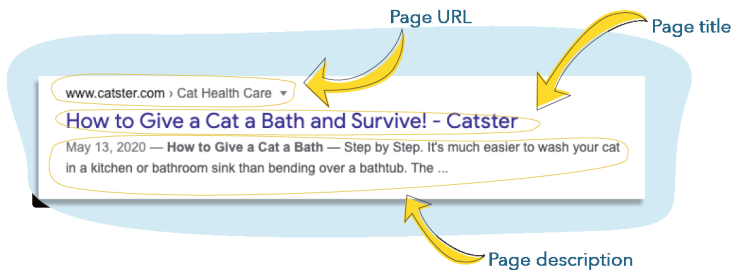 Page URL
Page title
www.catster.com › Cat Health Care
How to Give a Cat a Bath and Survive! - Catster
May 13, 2020 — How to Give a Cat a Bath — Step by Step. It's much easier to wash your cat
in a kitchen or bathroom sink than bending over a bathtub. The ...
Page description